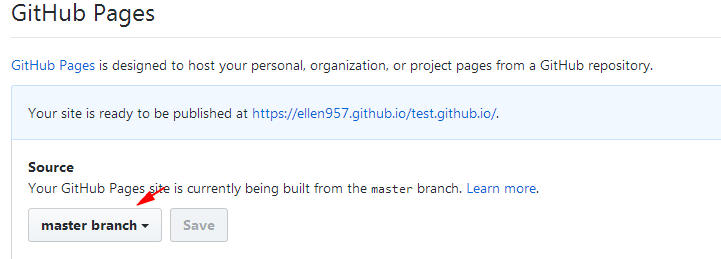 GitHub Pages
GitHub Pages is designed to host your personal, organization, or project pages from a GitHub repository.
Your site is ready to be published at https://ellen957.github.io/test.github.io/.
Source
Your GitHub Pages site is currently being built from the master branch. Learn more.
master branch Save